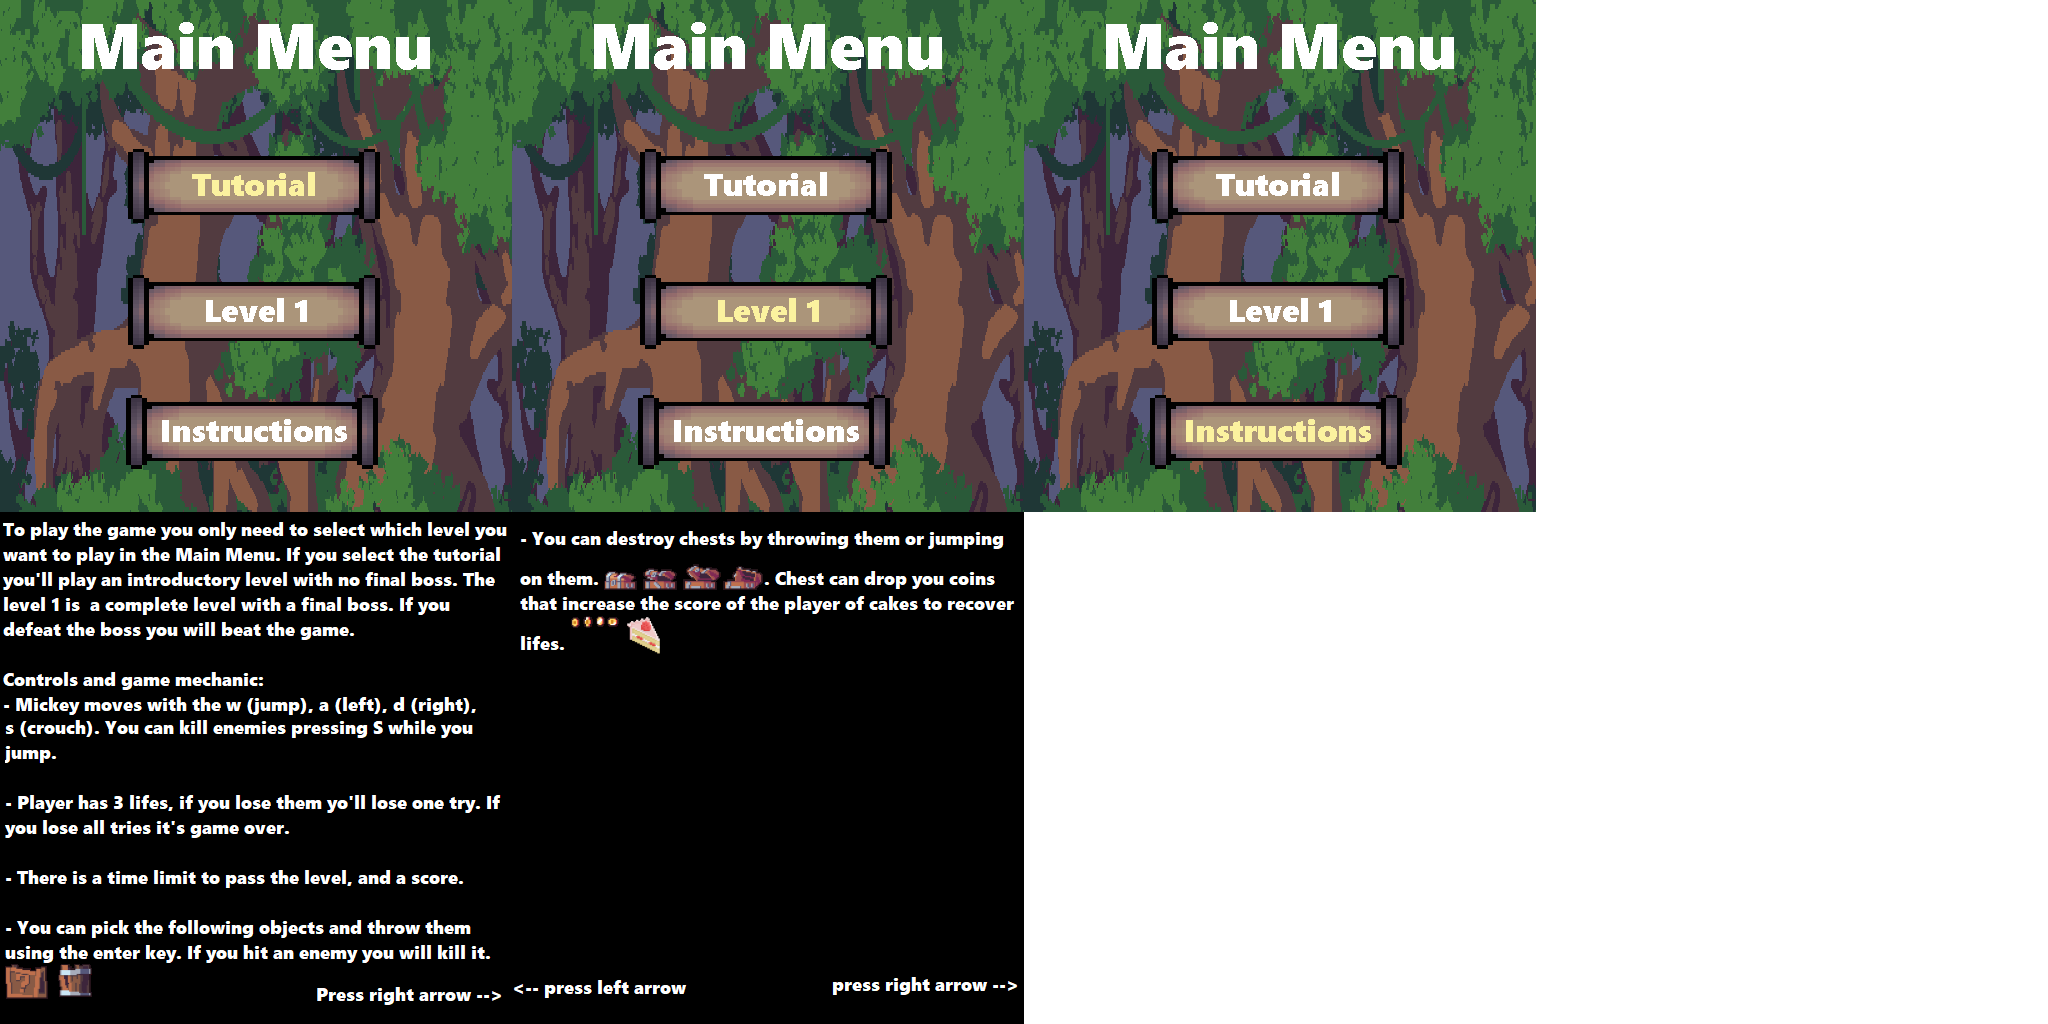 Main Menu
Tutorial
Level 1
Instructions
Main Menu
Tutorial
Level 1
Instructions
Main Menu
Tutorial
Level 1
Instructions
To play the game you only need to select which level you
want to play in the Main Menu. If you select the tutorial
you'll play an introductory level with no final boss. The
level 1 is  a complete level with a final boss. If you
defeat the boss you will beat the game.
Controls and game mechanic:
- Mickey moves with the w (jump), a (left), d (right),
s (crouch). You can kill enemies pressing S while you
jump.
- Player has 3 lifes, if you lose them yo'll lose one try. If
you lose all tries it's game over.
- There is a time limit to pass the level, and a score.
- You can pick the following objects and throw them
using the enter key. If you hit an enemy you will kill it.
?
Press right arrow -->
- You can destroy chests by throwing them or jumping
on them. . Chest can drop you coins
that increase the score of the player of cakes to recover
lifes.
<-- press left arrow
press right arrow -->